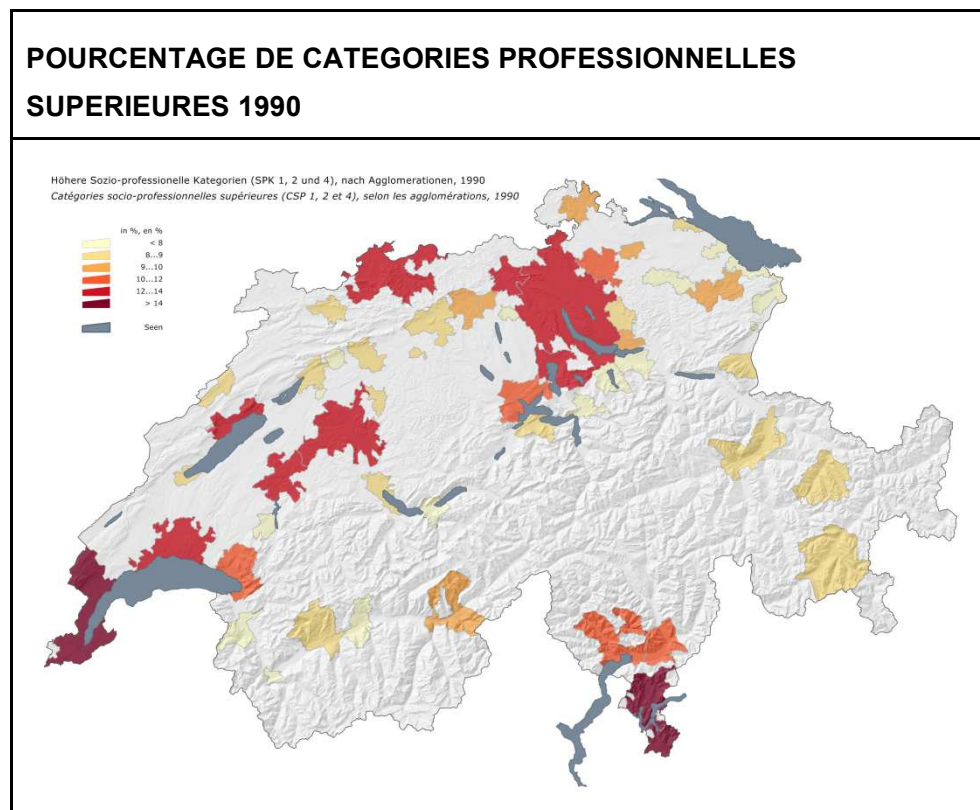 POURCENTAGE DE CATEGORIES PROFESSIONNELLES
SUPERIEURES 1990
Höhere Sozio-professionelle Kategorien (SPK 1, 2 und 4), nach Agglomerationen, 1990
Catégories socio-professionnelles supérieures (CSP 1, 2 et 4), selon les agglomérations, 1990
in %, en %
< 8
8...9
9...10
10...12
12...14
> 14
Seen